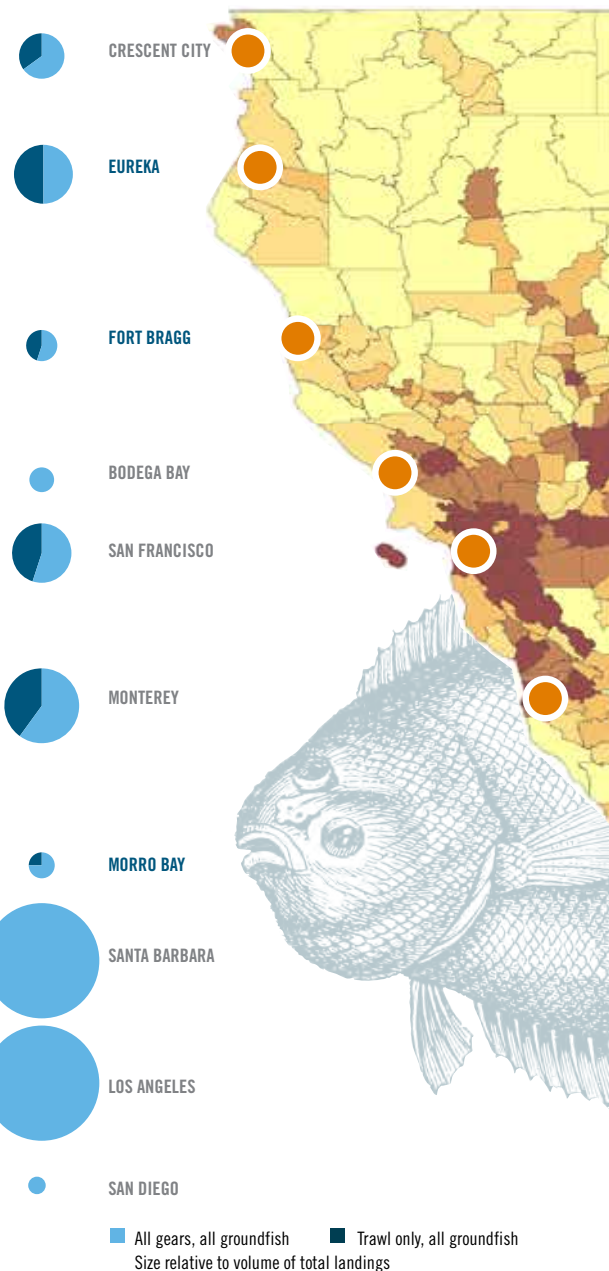 CRESCENT CITY
EUREKA
FORT BRAGG
BODEGA BAY
SAN FRANCISCO
MONTEREY
MORRO BAY
SANTA BARBARA
LOS ANGELES
SAN DIEGO
All gears, all groundfish Trawl only, all groundfish
Size relative to volume of total landings